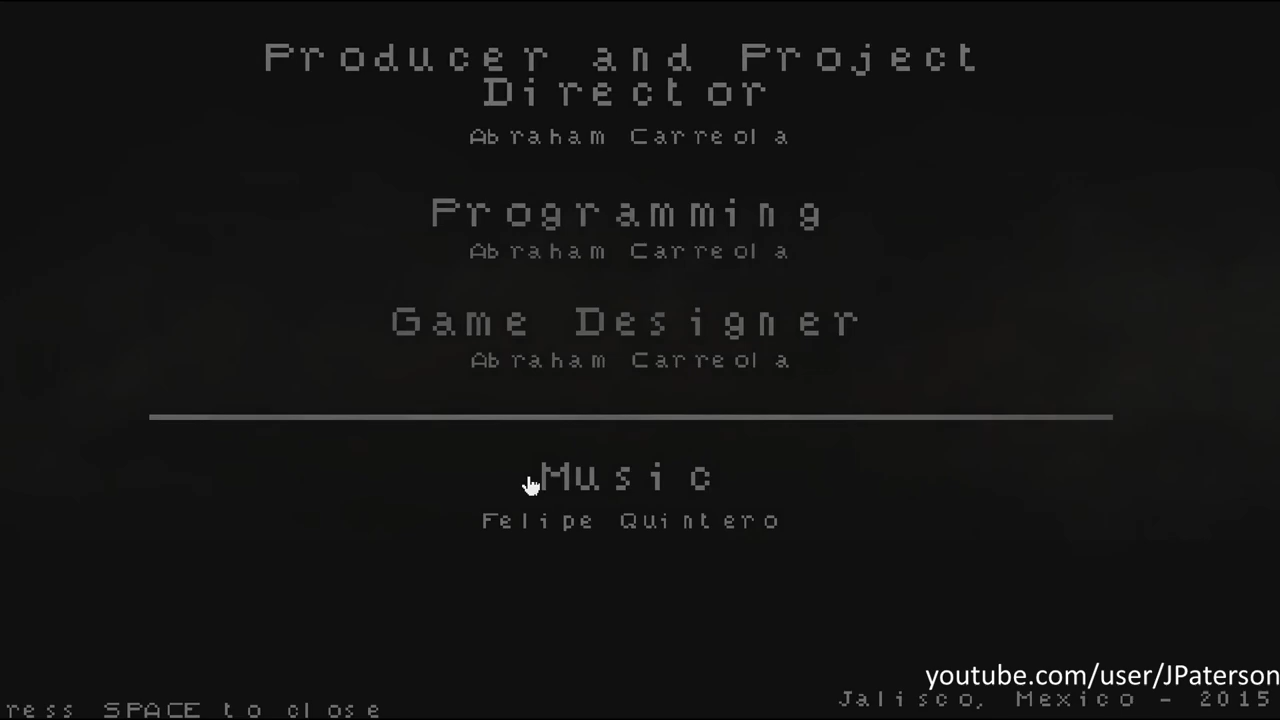 Producer and Project
Director
Abraham Carreola
Programming
Abraham Carreola
Game Designer
Abraham Carreola
Music
Felipe Quintero
youtube.com/user/JPaterson
Jalisco, Mexico - 2015
ress SPACE to close